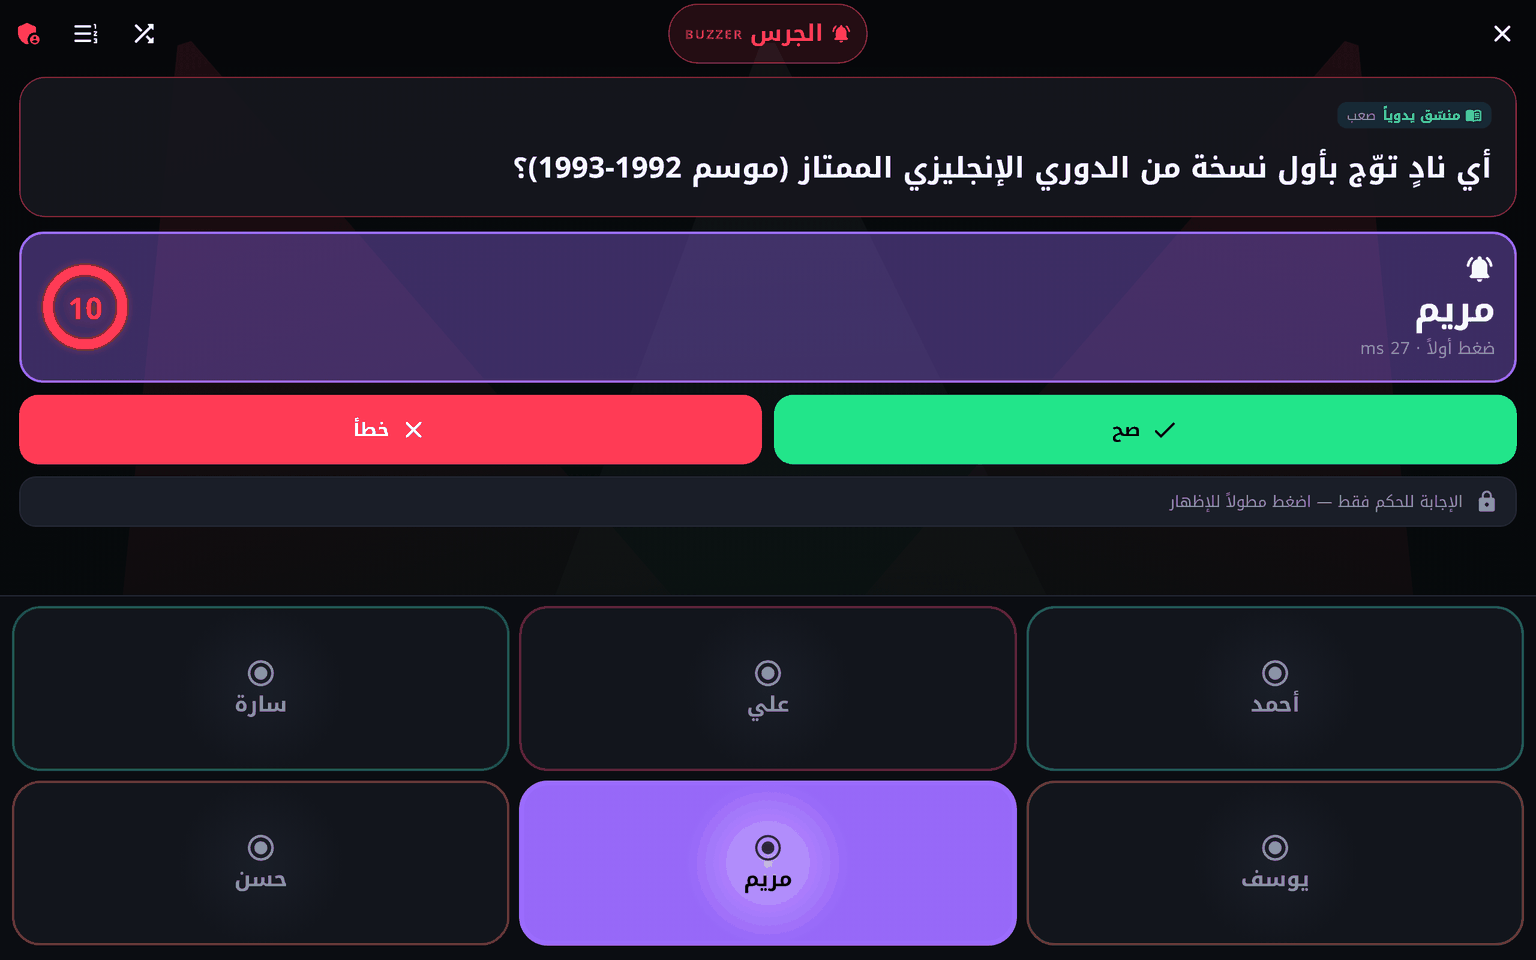 الجرس BUZZER
منسّق يدوياً صعب
أي نادٍ توّج بأول نسخة من الدوري الإنجليزي الممتاز (موسم 1992-1993)؟
مريم
ضغط أولاً · 27 ms
10
صح
خطأ
الإجابة للحكم فقط — اضغط مطولاً للإظهار
أحمد
علي
سارة
يوسف
مريم
حسن